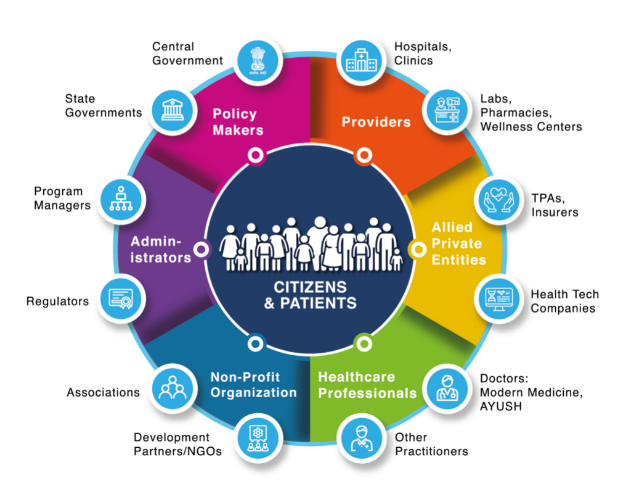 Central
Government
Hospitals,
Clinics
State
Governments
Policy
Makers
Providers
Labs,
Pharmacies,
Wellness Centers
Program
Managers
TPAs,
Insurers
Admin-
istrators
Allied
Private
Entities
CITIZENS
& PATIENTS
Regulators
Health Tech
Companies
Non-Profit
Organization
Healthcare
Professionals
Associations
Doctors:
Modern Medicine,
AYUSH
Development
Partners/NGOs
Other
Practitioners